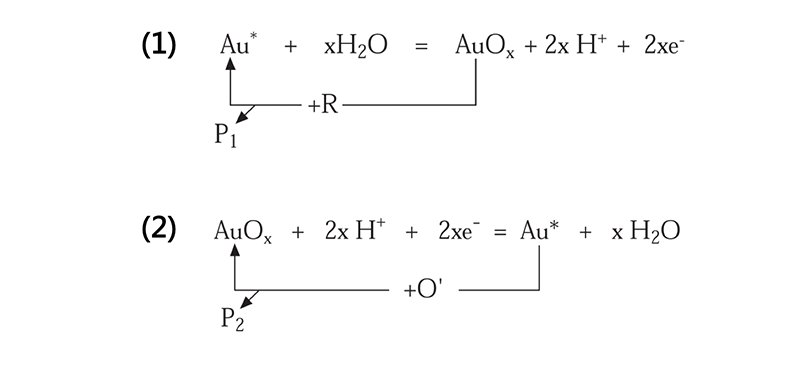 (1) Au* + xH₂O = AuOₓ + 2x H⁺ + 2xe⁻
+R
P₁
(2) AuOₓ + 2x H⁺ + 2xe⁻ = Au* + x H₂O
+O'
P₂